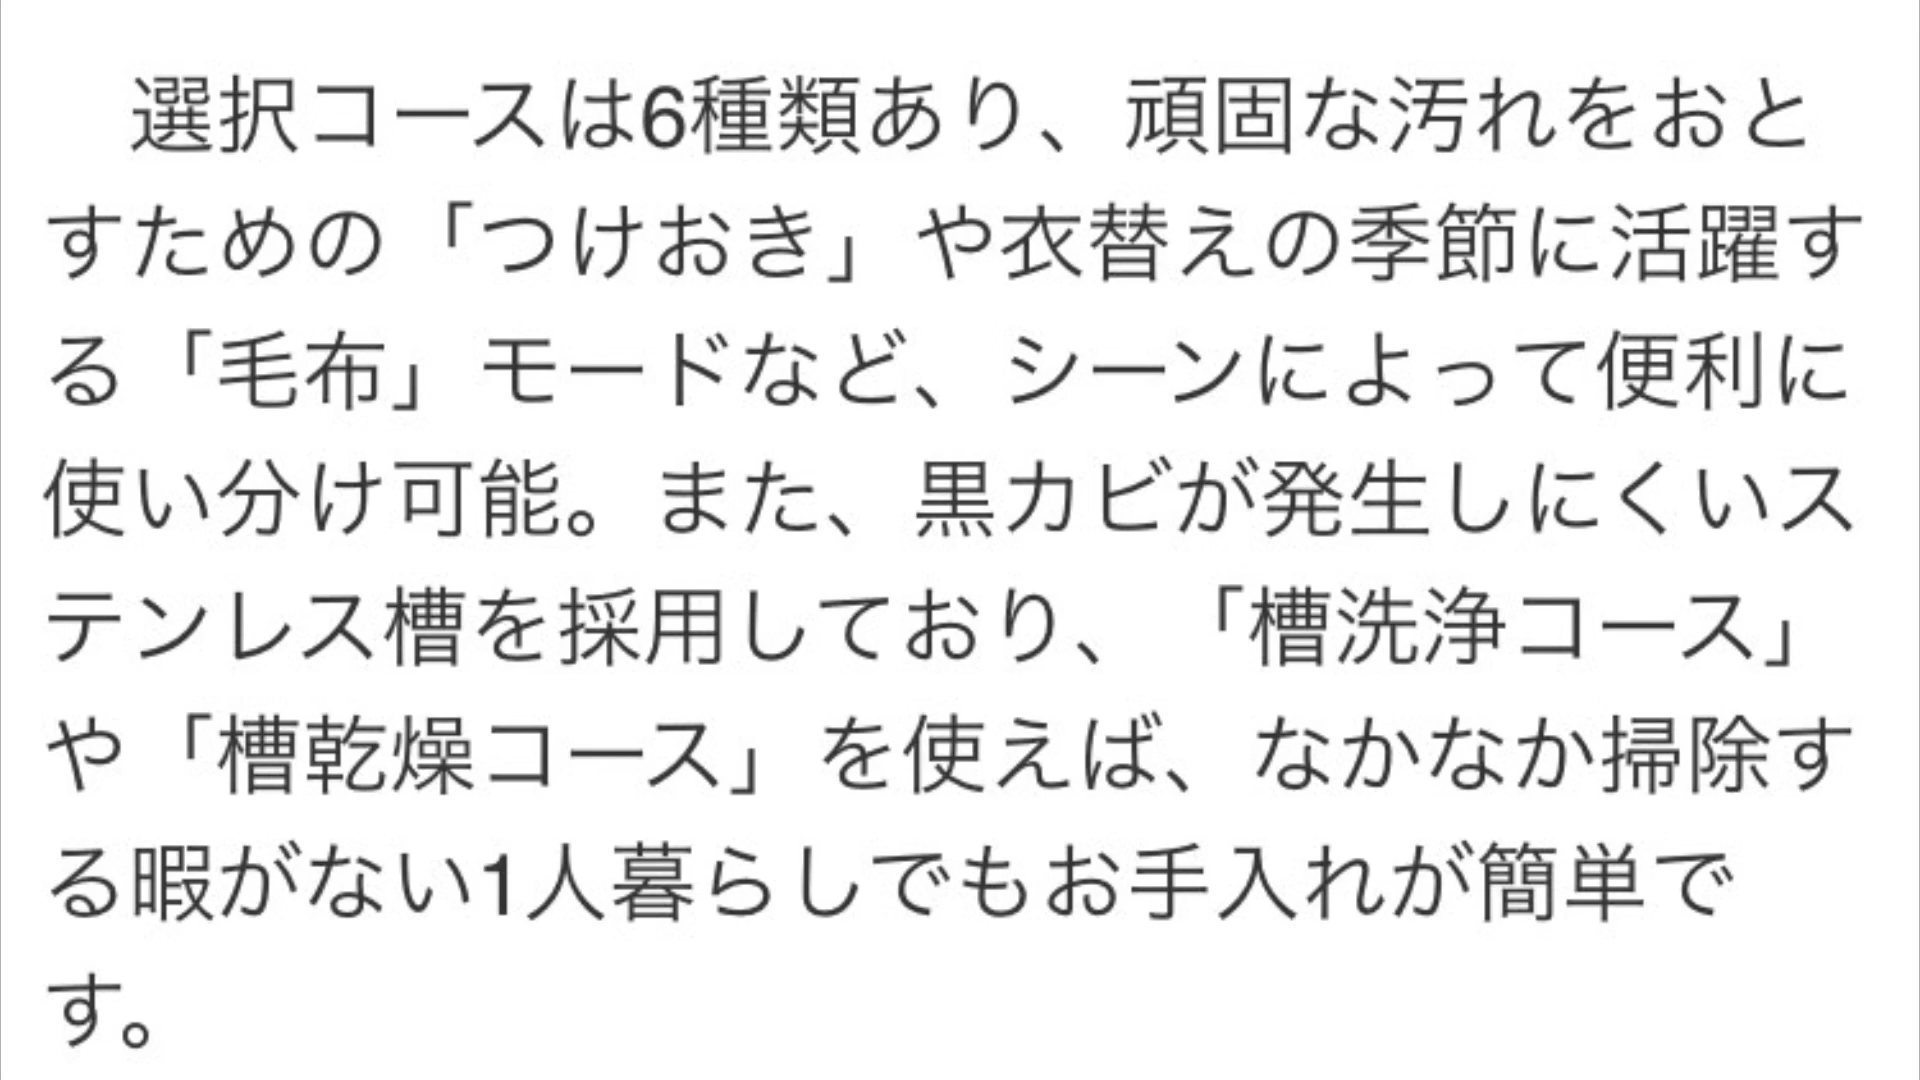 選択コースは6種類あり、頑固な汚れをおと
すための「つけおき」や衣替えの季節に活躍す
る「毛布」モードなど、シーンによって便利に
使い分け可能。また、黒カビが発生しにくいス
テンレス槽を採用しており、「槽洗浄コース」
や「槽乾燥コース」を使えば、なかなか掃除す
る暇がない1人暮らしでもお手入れが簡単で
す。